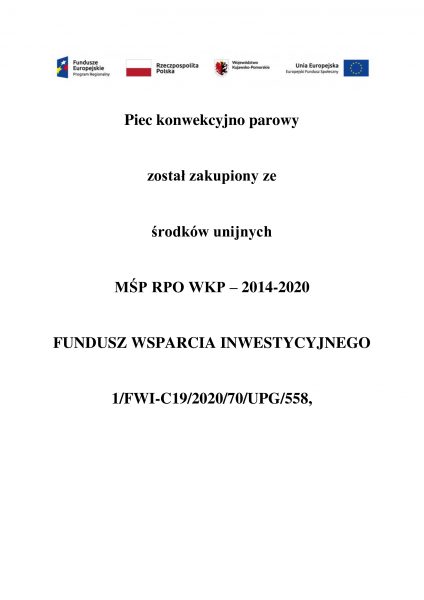 Fundusze
Europejskie
Program Regionalny
Rzeczpospolita
Polska
Województwo
Kujawsko-Pomorskie
Unia Europejska
Europejski Fundusz Społeczny
Piec konwekcyjno parowy
został zakupiony ze
środków unijnych
MŚP RPO WKP – 2014-2020
FUNDUSZ WSPARCIA INWESTYCYJNEGO
1/FWI-C19/2020/70/UPG/558,